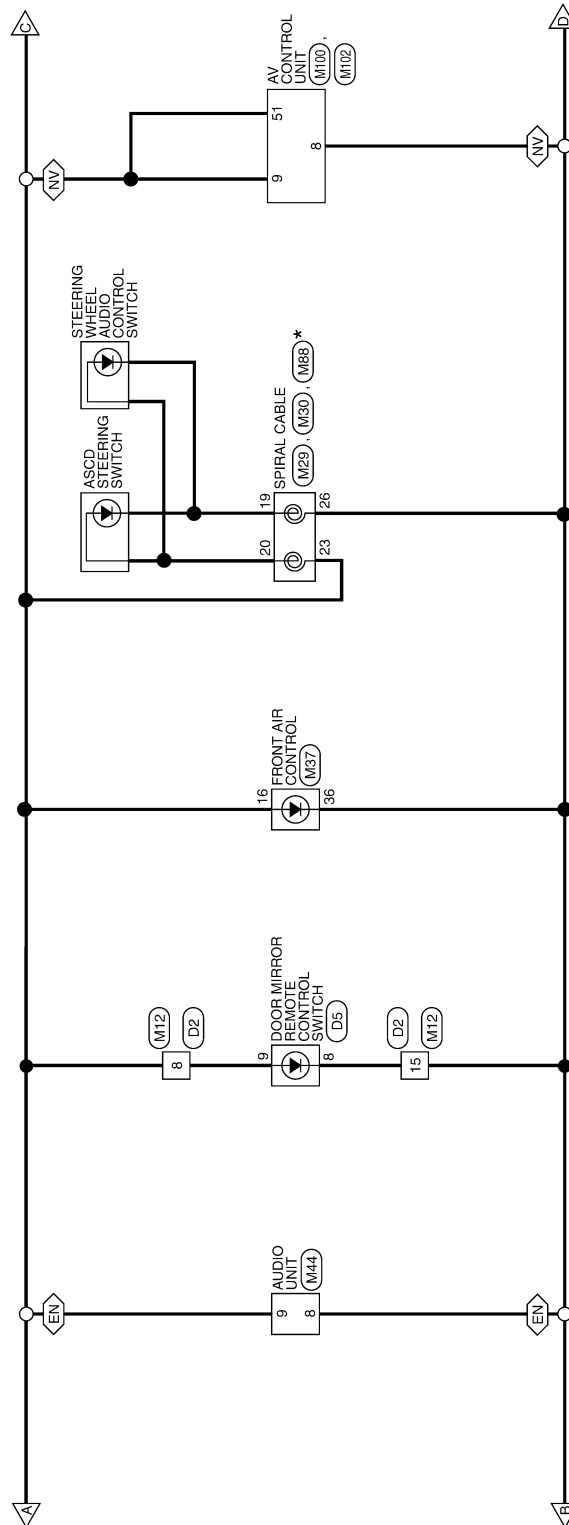 A
C
EN
AUDIO
UNIT
M44
9
8
EN
M12
D2
8
DOOR MIRROR
REMOTE
CONTROL
SWITCH
D5
9
8
D2
M12
15
FRONT AIR
CONTROL
M37
16
36
ASCD
STEERING
SWITCH
STEERING
WHEEL
AUDIO
CONTROL
SWITCH
20
19
SPIRAL CABLE
M29 , M30 , M88 *
23
26
NV
AV
CONTROL
UNIT
M100 ,
M102
9
51
8
NV
B
D